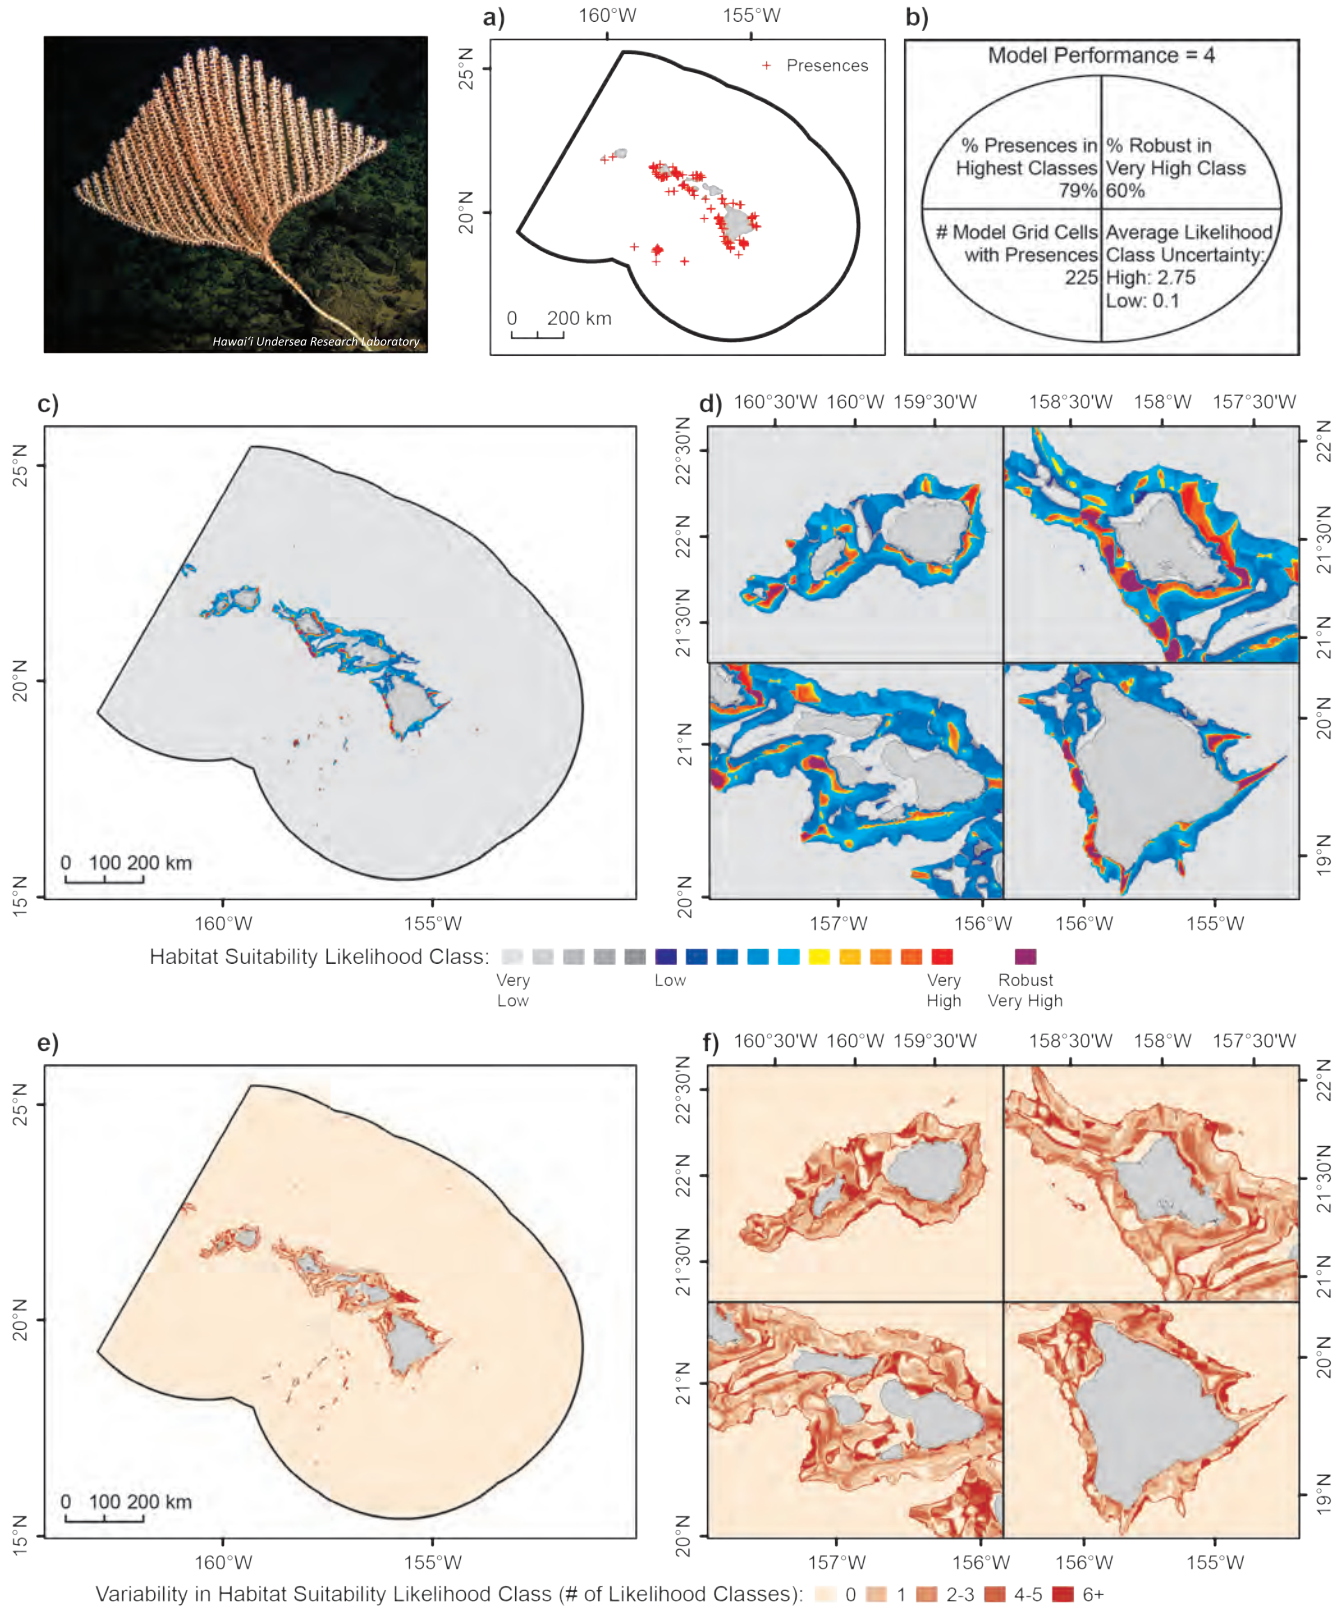 Hawai‘i Undersea Research Laboratory
a)
160°W 155°W
25°N
20°N
Presences
0 200 km
b)
Model Performance = 4
% Presences in
Highest Classes
79%
% Robust in
Very High Class
60%
# Model Grid Cells
with Presences
225
Average Likelihood
Class Uncertainty:
High: 2.75
Low: 0.1
c)
25°N
20°N
15°N
0 100 200 km
160°W 155°W
d)
160°30'W 160°W 159°30'W 158°30'W 158°W 157°30'W
22°30'N
22°N
21°30'N
22°N
21°30'N
21°N
21°N
20°N
20°N
19°N
157°W 156°W 156°W 155°W
Habitat Suitability Likelihood Class:
Very
Low
Low
Very
High
Robust
Very High
e)
25°N
20°N
15°N
0 100 200 km
160°W 155°W
f)
160°30'W 160°W 159°30'W 158°30'W 158°W 157°30'W
22°30'N
22°N
21°30'N
22°N
21°30'N
21°N
21°N
20°N
20°N
19°N
157°W 156°W 156°W 155°W
Variability in Habitat Suitability Likelihood Class (# of Likelihood Classes): 0 1 2-3 4-5 6+